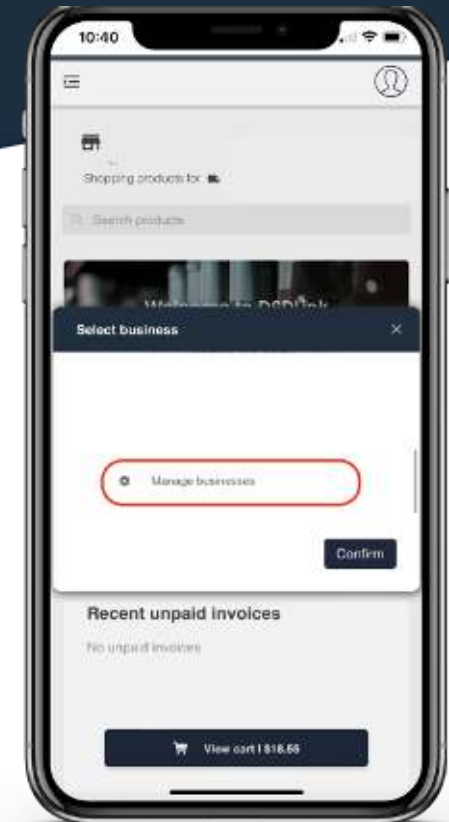 10:40
Shopping products for
Search products
Welcome to DSDLink
Select business
Manage businesses
Confirm
Recent unpaid invoices
No unpaid invoices
View cart | $18.55